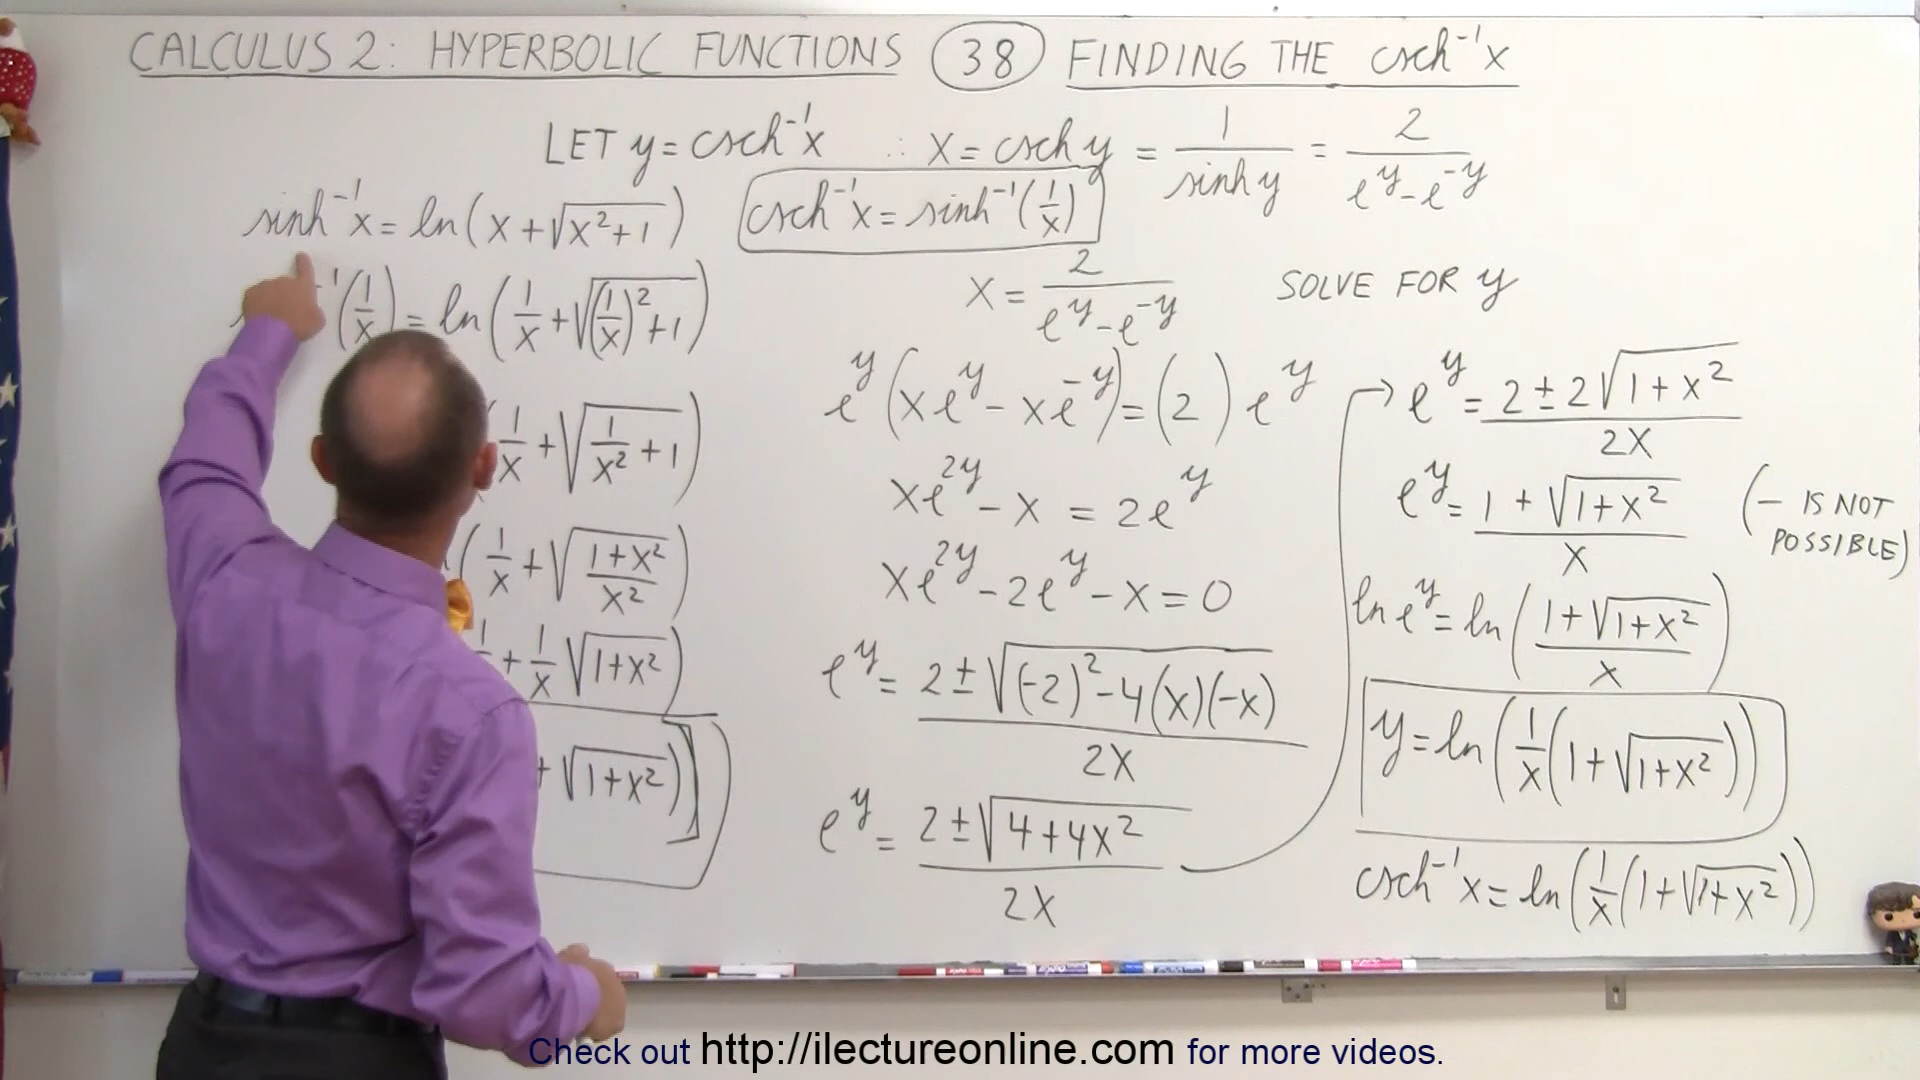 CALCULUS 2: HYPERBOLIC FUNCTIONS (38) FINDING THE csch⁻¹x
LET y = csch⁻¹x ∴ x = csch y = 1/(sinh y) = 2/(e^y - e^-y)
sinh⁻¹x = ln(x + √(x²+1))
⁻¹(1/x) = ln(1/x + √((1/x)²+1))
(1/x + √(1/x² + 1))
(1/x + √((1+x²)/x²))
+ 1/x √(1+x²))
+ √(1+x²))]
csch⁻¹x = sinh⁻¹(1/x)
x = 2/(e^y - e^-y) SOLVE FOR y
e^y (xe^y - xe^-y) = (2) e^y
xe^2y - x = 2e^y
xe^2y - 2e^y - x = 0
e^y = (2 ± √((-2)² - 4(x)(-x)))/2x
e^y = (2 ± √(4+4x²))/2x
→ e^y = (2 ± 2√(1+x²))/2x
e^y = (1 + √(1+x²))/x (- IS NOT POSSIBLE)
ln e^y = ln((1+√(1+x²))/x)
y = ln(1/x(1+√(1+x²)))
csch⁻¹x = ln(1/x(1+√(1+x²)))
Check out http://ilectureonline.com for more videos.